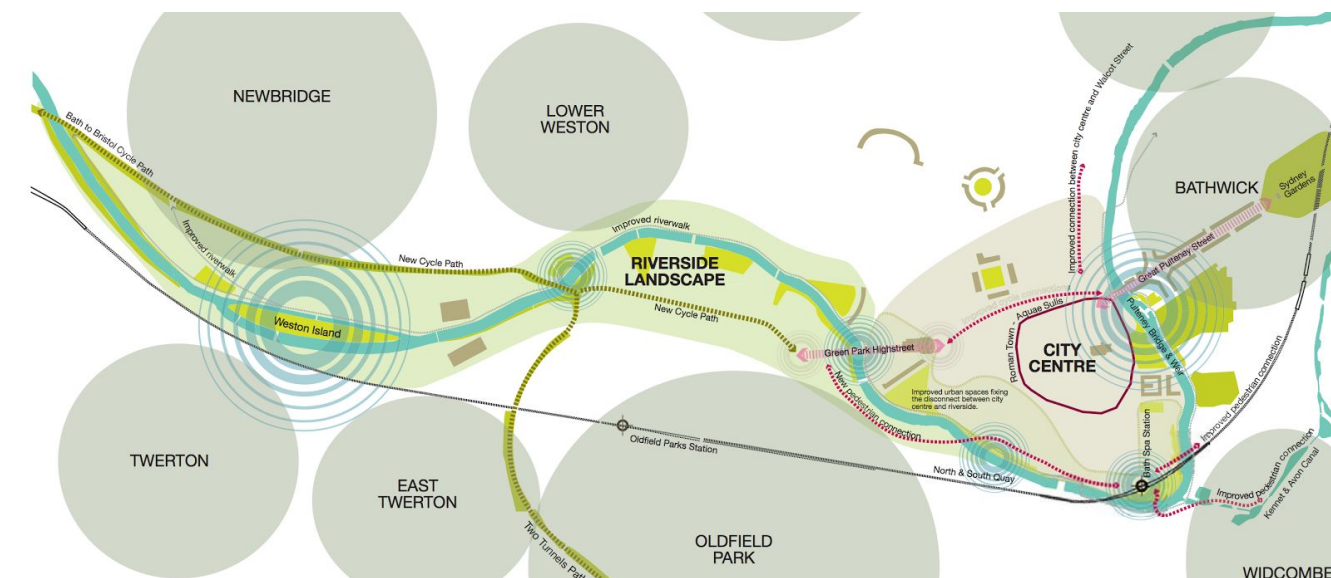 NEWBRIDGE
LOWER
WESTON
Bath to Bristol Cycle Path
Improved riverwalk
New Cycle Path
Weston Island
Improved riverwalk
RIVERSIDE
LANDSCAPE
New Cycle Path
Green Park Highstreet
New pedestrian connection
Improved urban spaces fixing
the disconnect between city
centre and riverside.
Roman Town - Aquae Sulis
CITY
CENTRE
Improved connection between city centre and Walcot Street
BATHWICK
Sydney
Gardens
Great Pulteney Street
Pulteney Bridge & Weir
Improved pedestrian connection
Bath Spa Station
North & South Quay
Improved pedestrian connection
Kennet & Avon Canal
Oldfield Parks Station
TWERTON
EAST
TWERTON
Two Tunnels Path
OLDFIELD
PARK
WIDCOMBE